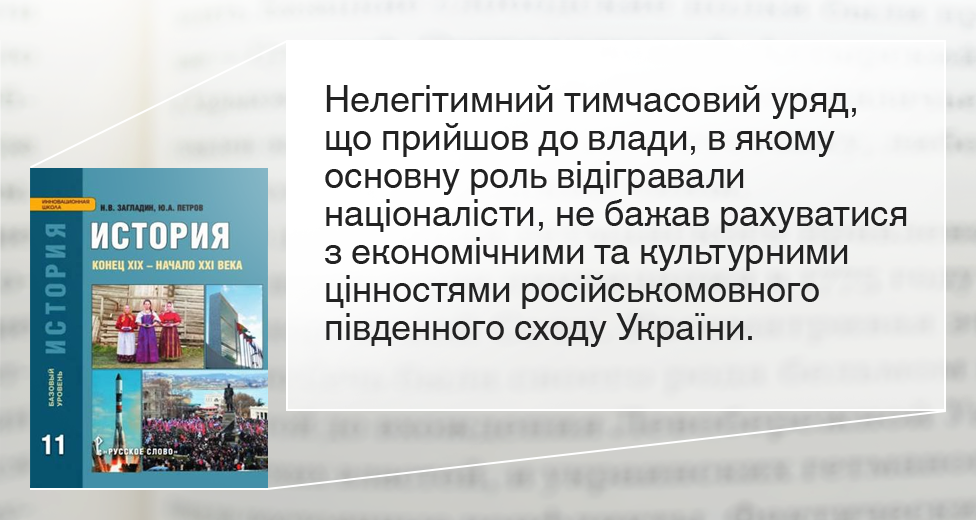 Нелегітимний тимчасовий уряд,
що прийшов до влади, в якому
основну роль відігравали
націоналісти, не бажав рахуватися
з економічними та культурними
цінностями російськомовного
південного сходу України.
ИННОВАЦИОННАЯ
ШКОЛА
Н.В. ЗАГЛАДИН, Ю.А. ПЕТРОВ
ИСТОРИЯ
КОНЕЦ XIX – НАЧАЛО XXI ВЕКА
ИСТОРИЯ
БАЗОВЫЙ
УРОВЕНЬ
11
«РУССКОЕ СЛОВО»